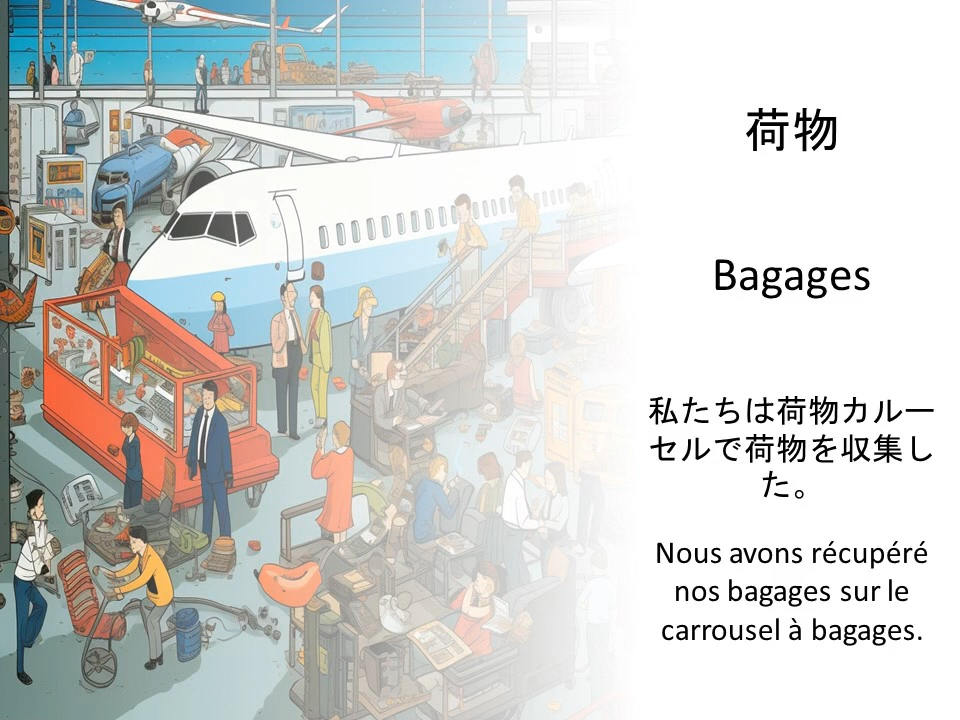 荷物
Bagages
私たちは荷物カルー
セルで荷物を収集し
た。
Nous avons récupéré
nos bagages sur le
carrousel à bagages.